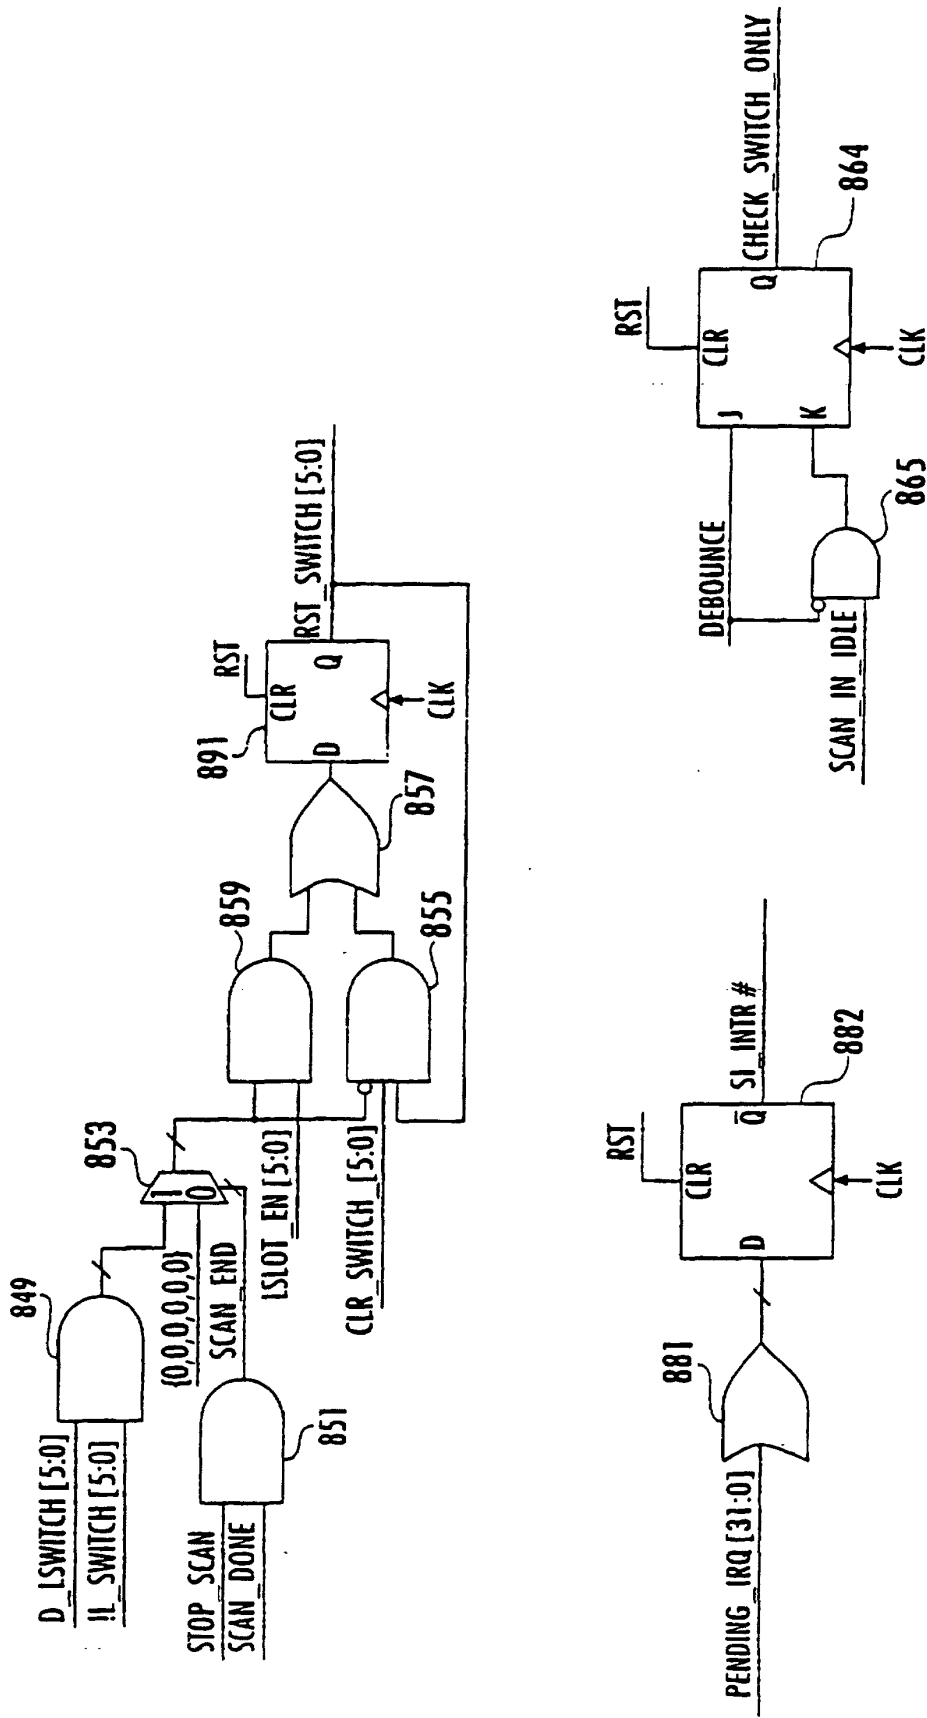 D_LSWITCH [5:0]
!L_SWITCH [5:0]
849
STOP_SCAN
SCAN_DONE
851
{0,0,0,0,0,0}
SCAN_END
1
0
853
LSLOT_EN [5:0]
CLR_SWITCH_[5:0]
859
855
857
891
RST
CLR
D
Q
CLK
RST_SWITCH [5:0]
PENDING_IRQ [31:0]
881
RST
CLR
D
Q
CLK
882
SI_INTR#
DEBOUNCE
SCAN_IN_IDLE
865
RST
CLR
J
K
Q
CLK
864
CHECK_SWITCH_ONLY